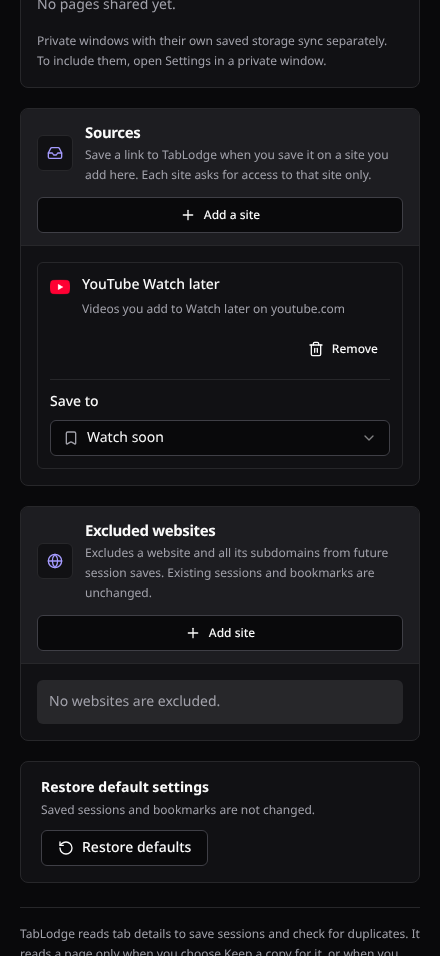 No pages shared yet.
Private windows with their own saved storage sync separately.
To include them, open Settings in a private window.
Sources
Save a link to TabLodge when you save it on a site you
add here. Each site asks for access to that site only.
Add a site
YouTube Watch later
Videos you add to Watch later on youtube.com
Remove
Save to
Watch soon
Excluded websites
Excludes a website and all its subdomains from future
session saves. Existing sessions and bookmarks are
unchanged.
Add site
No websites are excluded.
Restore default settings
Saved sessions and bookmarks are not changed.
Restore defaults
TabLodge reads tab details to save sessions and check for duplicates. It
reads a page only when you choose Keep a copy for it, or when you